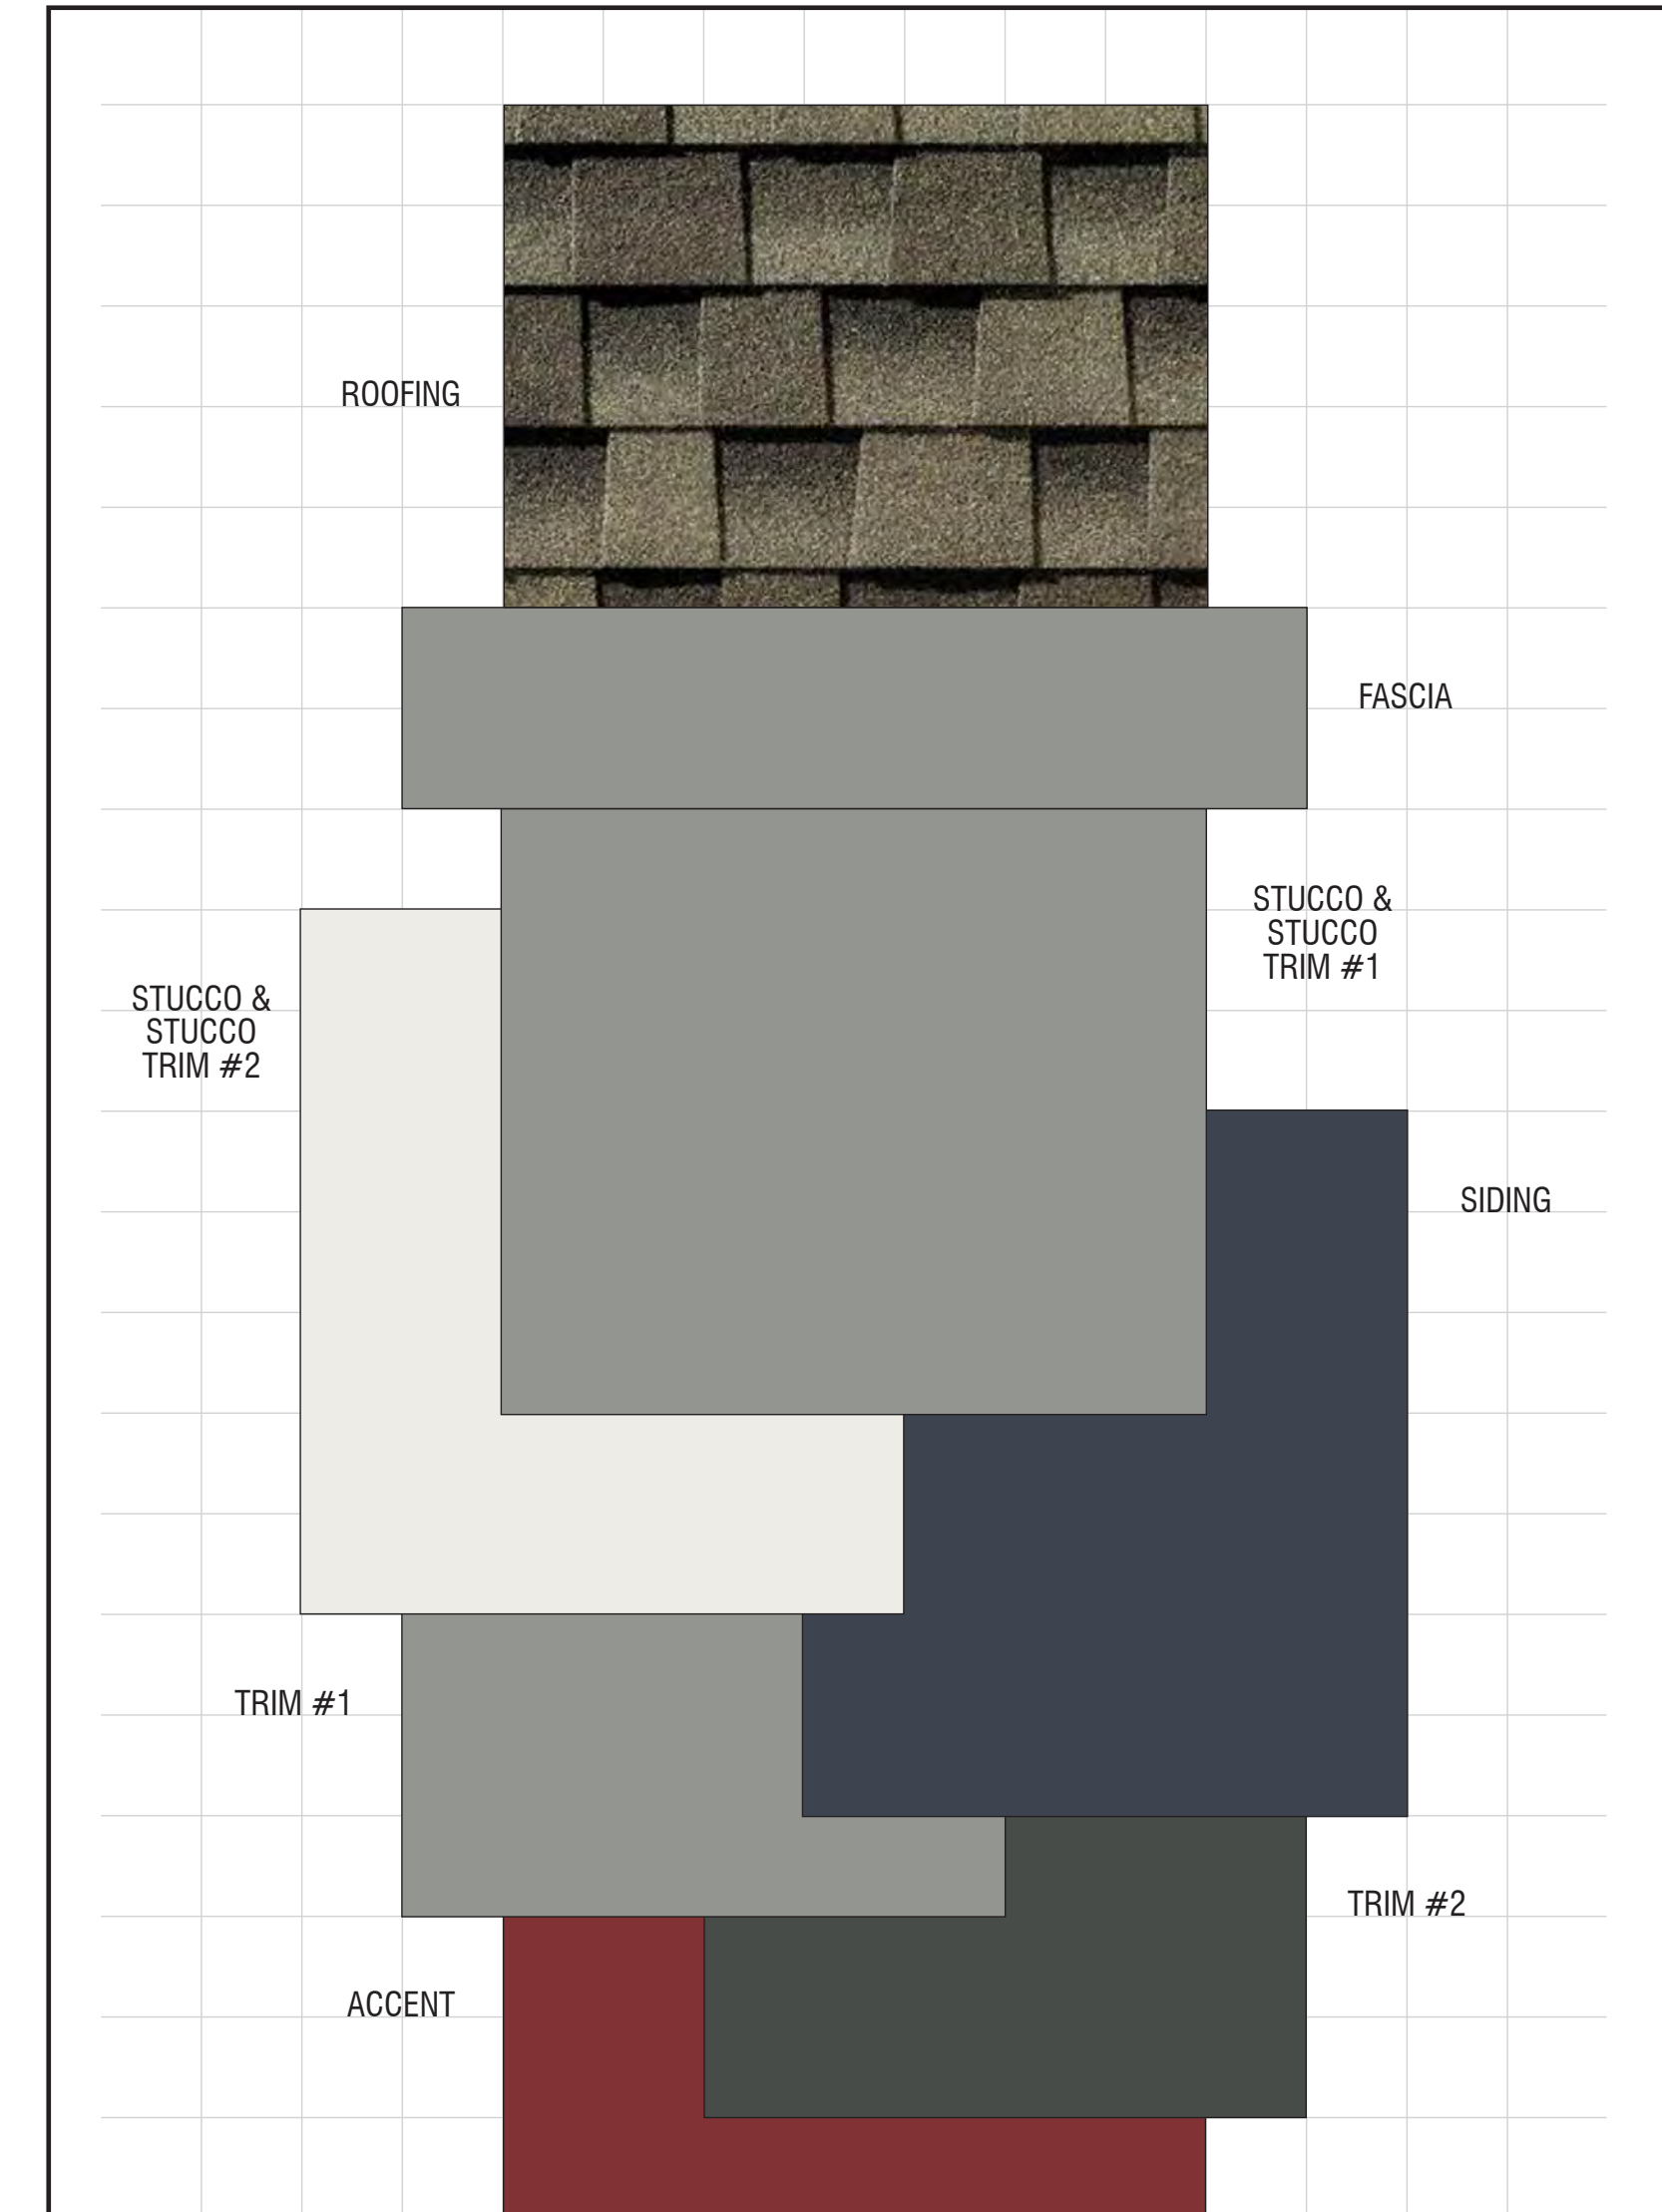 ROOFING
FASCIA
STUCCO &
STUCCO
TRIM #1
STUCCO &
STUCCO
TRIM #2
SIDING
TRIM #1
TRIM #2
ACCENT